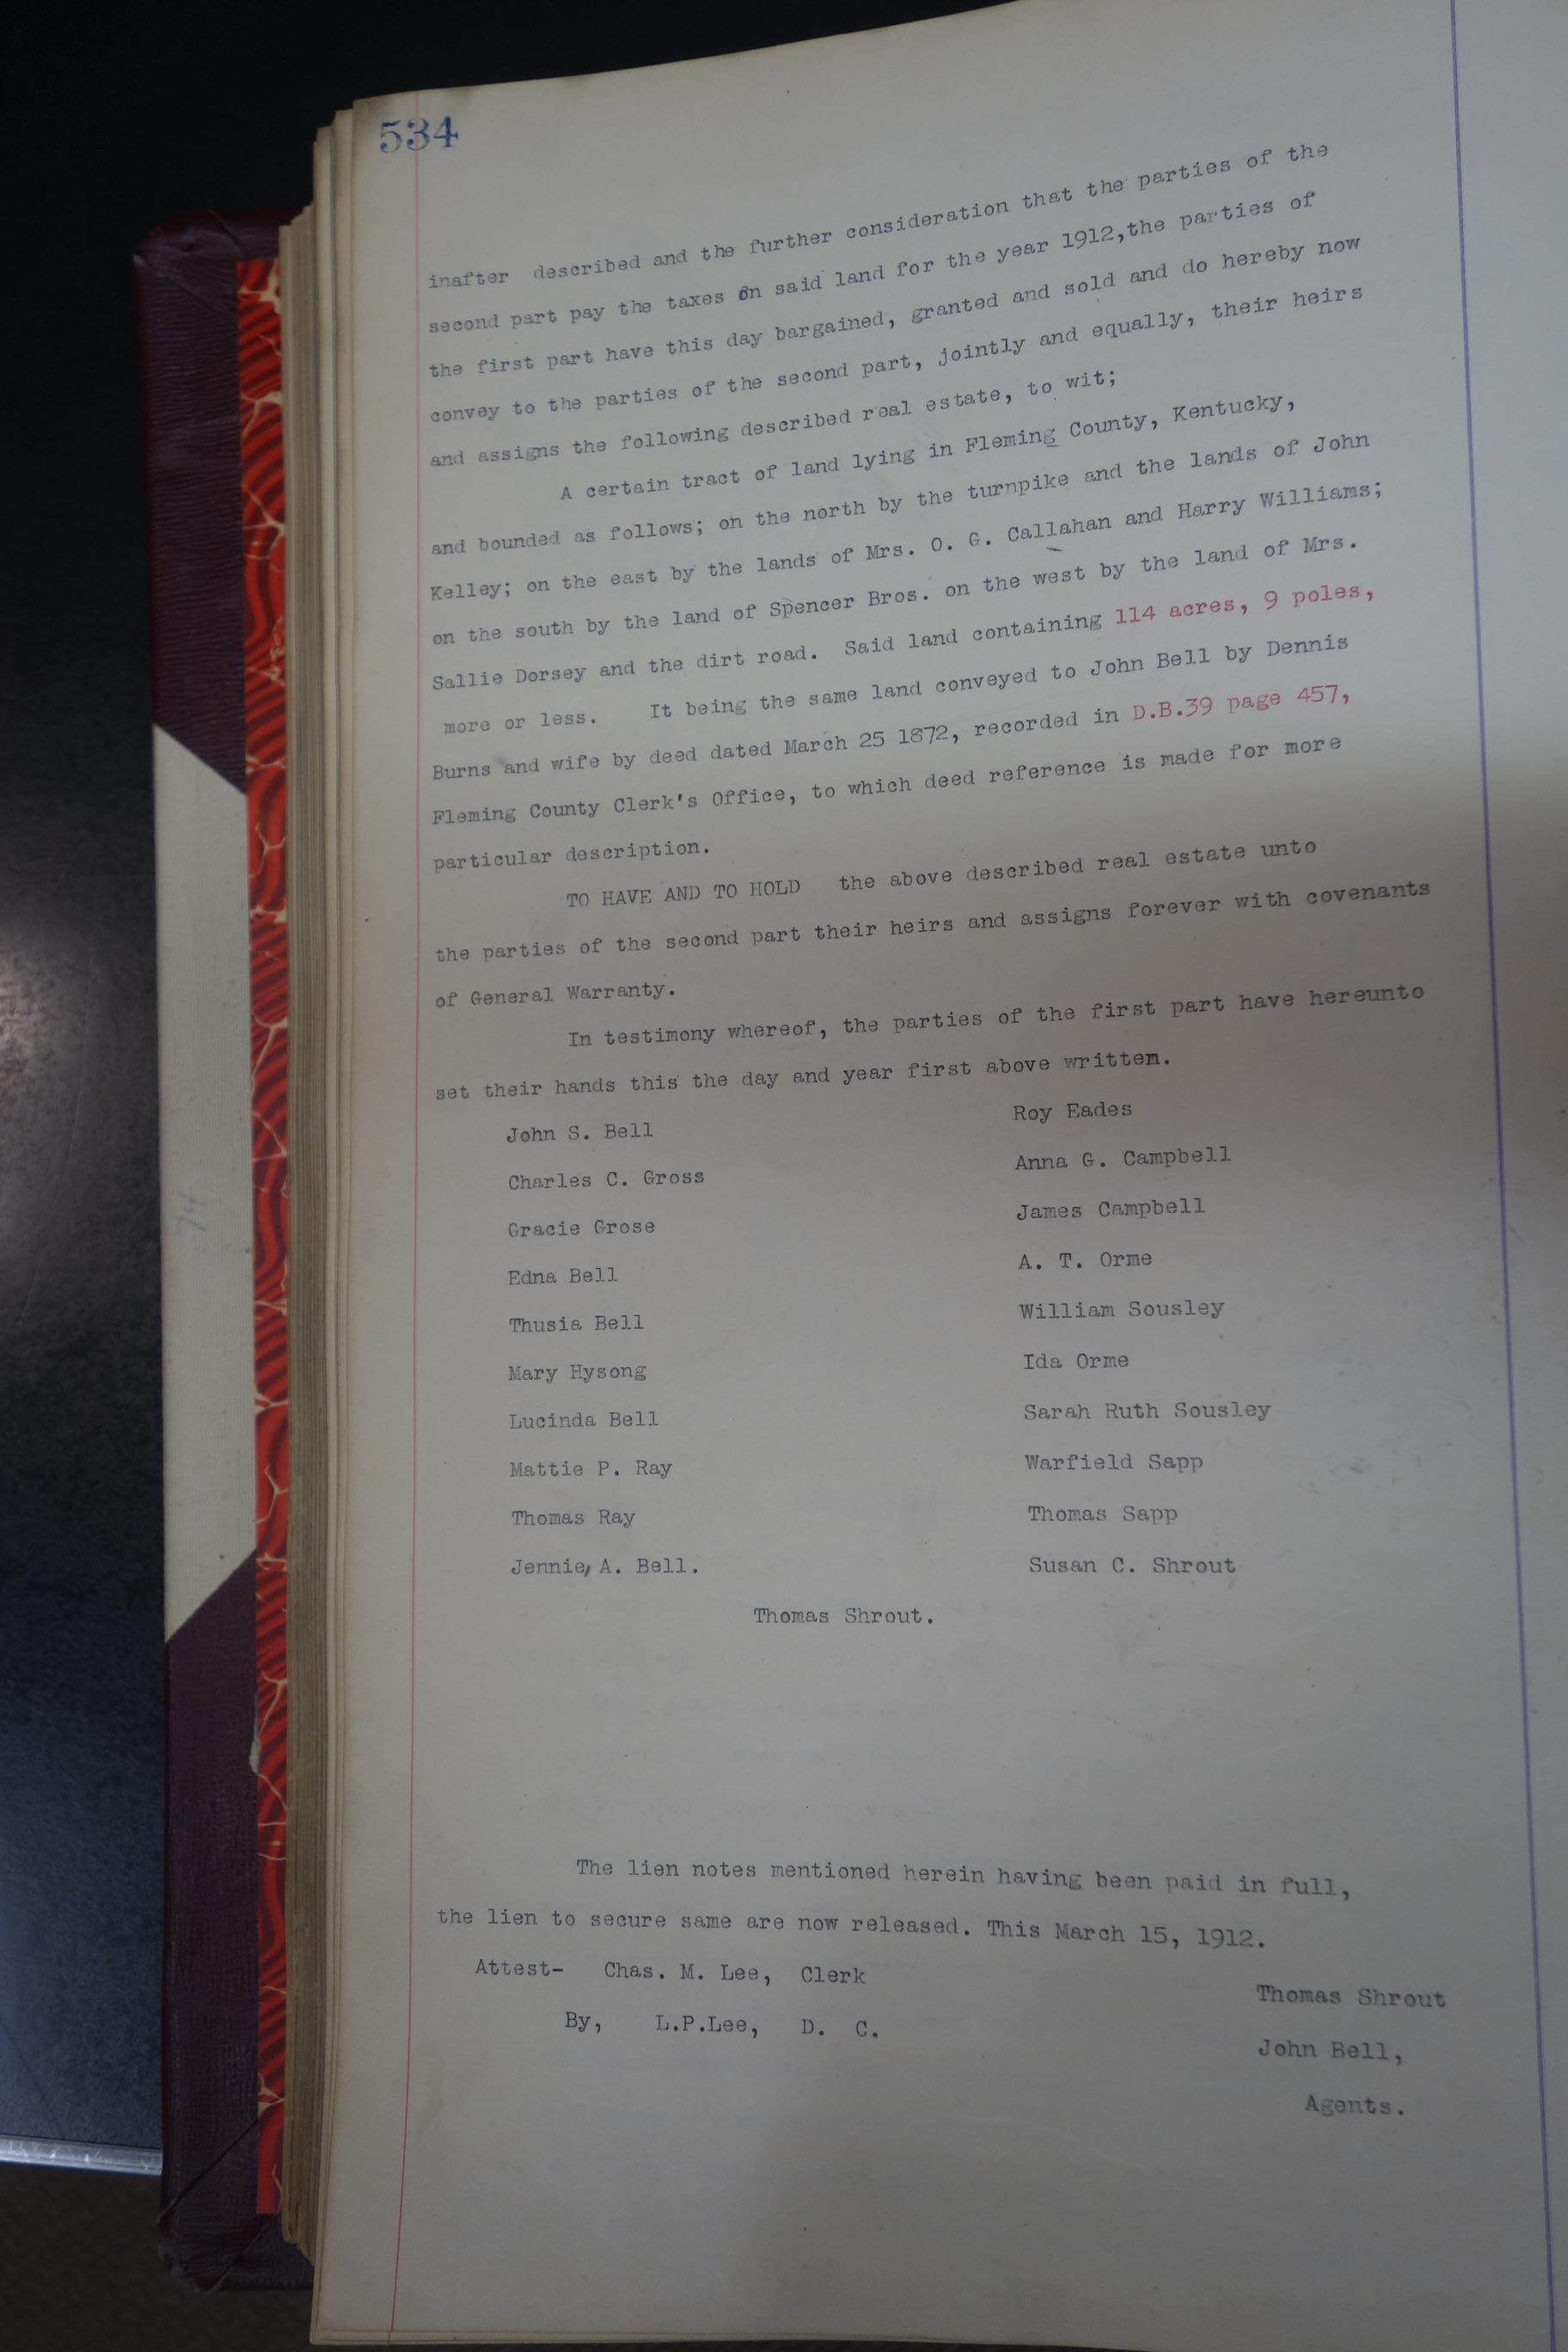 534
inafter described and the further consideration that the parties of the
second part pay the taxes on said land for the year 1912,the parties of
the first part have this day bargained, granted and sold and do hereby now
convey to the parties of the second part, jointly and equally, their heirs
and assigns the following described real estate, to wit;
A certain tract of land lying in Fleming County, Kentucky,
and bounded as follows; on the north by the turnpike and the lands of John
Kelley; on the east by the lands of Mrs. O. G. Callahan and Harry Williams;
on the south by the land of Spencer Bros. on the west by the land of Mrs.
Sallie Dorsey and the dirt road. Said land containing 114 acres, 9 poles,
more or less. It being the same land conveyed to John Bell by Dennis
Burns and wife by deed dated March 25 1872, recorded in D.B.39 page 457,
Fleming County Clerk's Office, to which deed reference is made for more
particular description.
TO HAVE AND TO HOLD the above described real estate unto
the parties of the second part their heirs and assigns forever with covenants
of General Warranty.
In testimony whereof, the parties of the first part have hereunto
set their hands this the day and year first above written.
John S. Bell Roy Eades
Charles C. Gross Anna G. Campbell
Gracie Grose James Campbell
Edna Bell A. T. Orme
Thusia Bell William Sousley
Mary Hysong Ida Orme
Lucinda Bell Sarah Ruth Sousley
Mattie P. Ray Warfield Sapp
Thomas Ray Thomas Sapp
Jennie, A. Bell. Susan C. Shrout
Thomas Shrout.
The lien notes mentioned herein having been paid in full,
the lien to secure same are now released. This March 15, 1912.
Attest- Chas. M. Lee, Clerk
Thomas Shrout
By, L.P.Lee, D. C.
John Bell,
Agents.
74